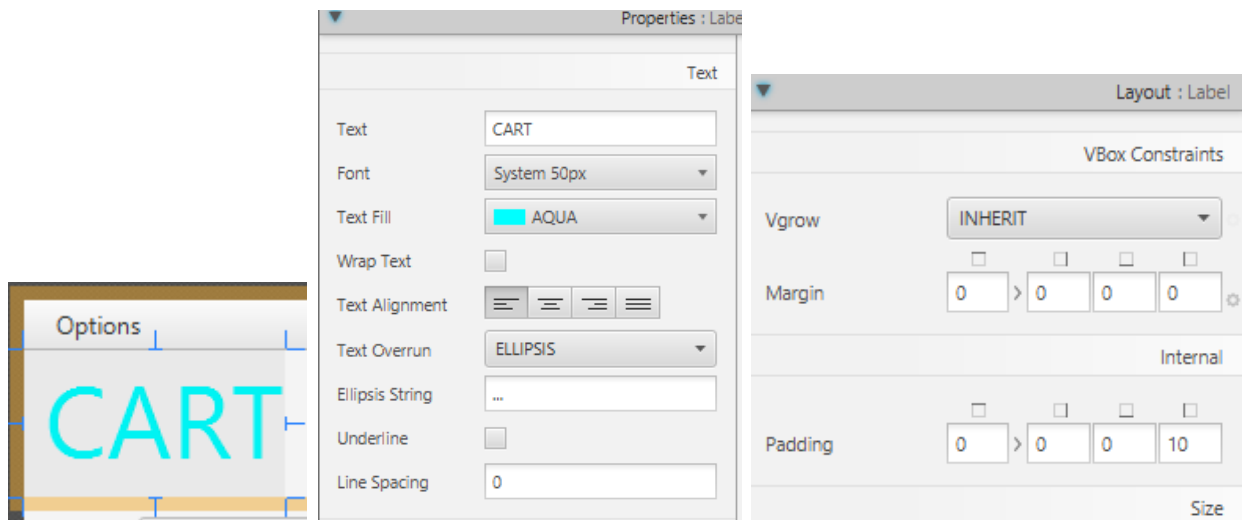 Options
CART
Properties : Labe
Text
Text CART
Font System 50px
Text Fill AQUA
Wrap Text
Text Alignment
Text Overrun ELLIPSIS
Ellipsis String ...
Underline
Line Spacing 0
Layout : Label
VBox Constraints
Vgrow INHERIT
Margin 0 > 0 0 0
Internal
Padding 0 > 0 0 10
Size